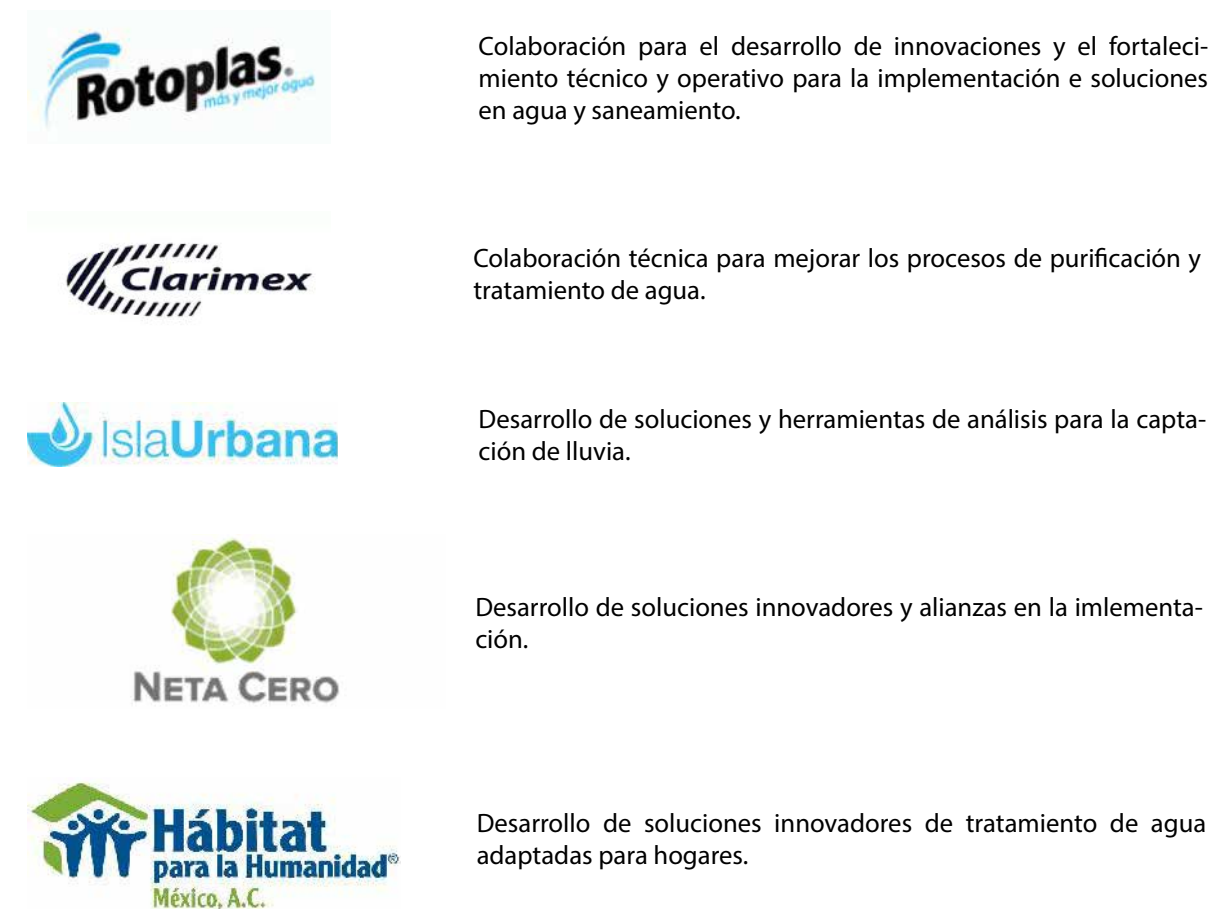 Rotoplas.
más y mejor agua
Colaboración para el desarrollo de innovaciones y el fortaleci-
miento técnico y operativo para la implementación e soluciones
en agua y saneamiento.
Clarimex
Colaboración técnica para mejorar los procesos de purificación y
tratamiento de agua.
IslaUrbana
Desarrollo de soluciones y herramientas de análisis para la capta-
ción de lluvia.
NETA CERO
Desarrollo de soluciones innovadores y alianzas en la imlementa-
ción.
Hábitat
para la Humanidad®
México, A.C.
Desarrollo de soluciones innovadores de tratamiento de agua
adaptadas para hogares.